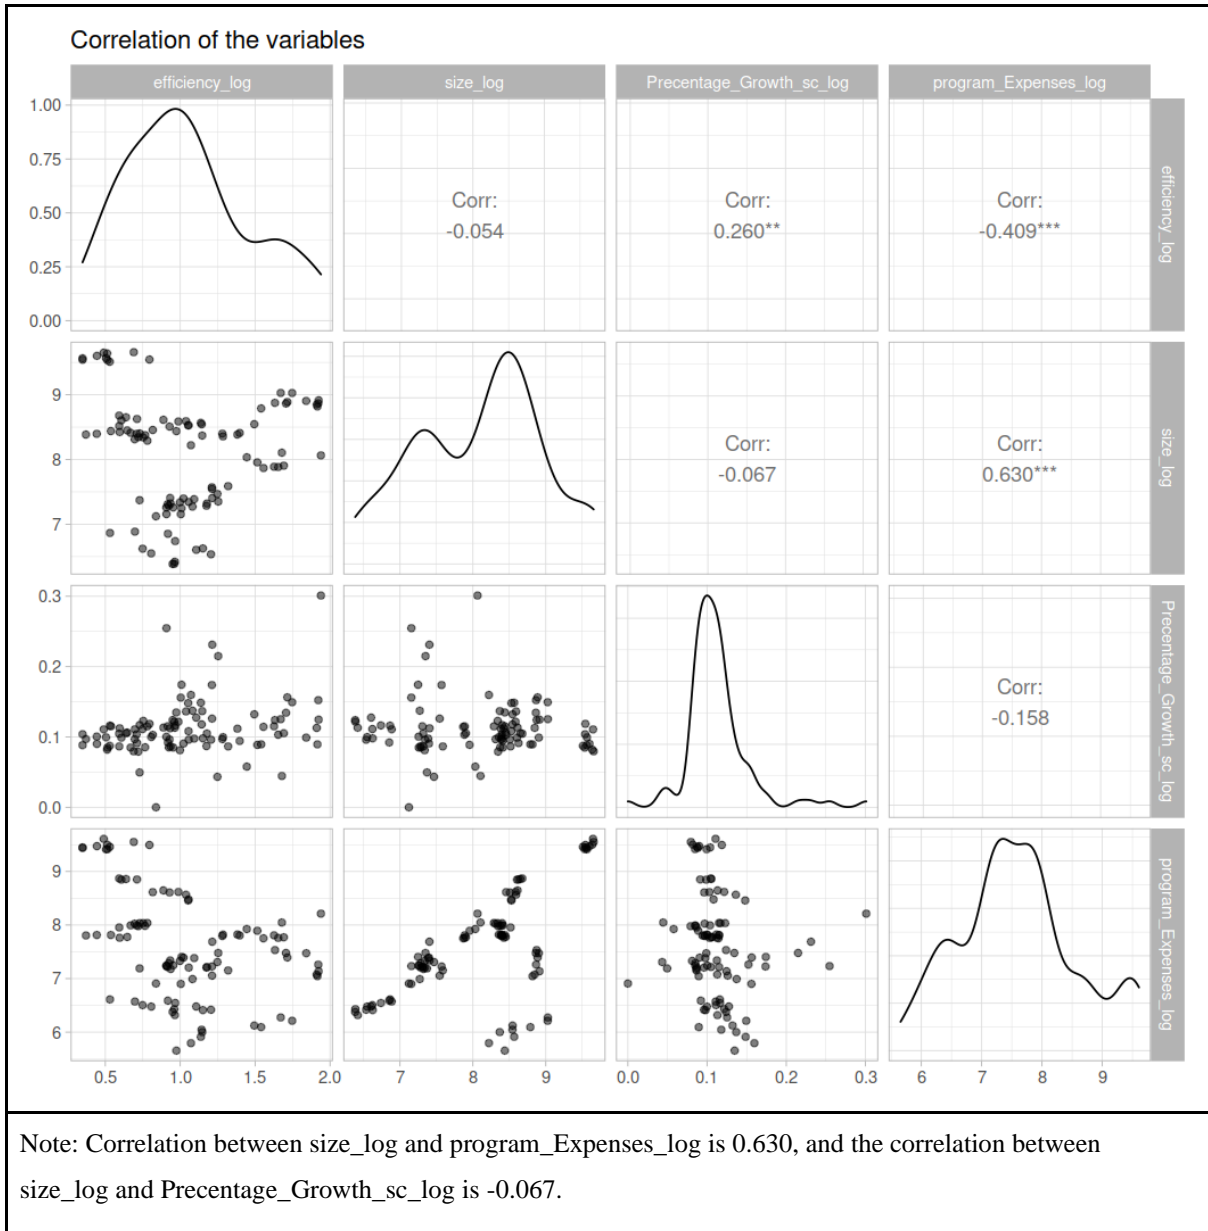 Correlation of the variables
efficiency_log size_log Precentage_Growth_sc_log program_Expenses_log
1.00
0.75
0.50
0.25
0.00
Corr:
-0.054
Corr:
0.260**
Corr:
-0.409***
efficiency_log
9
8
7
Corr:
-0.067
Corr:
0.630***
size_log
0.3
0.2
0.1
0.0
Corr:
-0.158
Precentage_Growth_sc_log
9
8
7
6
program_Expenses_log
0.5 1.0 1.5 2.0 7 8 9 0.0 0.1 0.2 0.3 6 7 8 9
Note: Correlation between size_log and program_Expenses_log is 0.630, and the correlation between
size_log and Precentage_Growth_sc_log is -0.067.